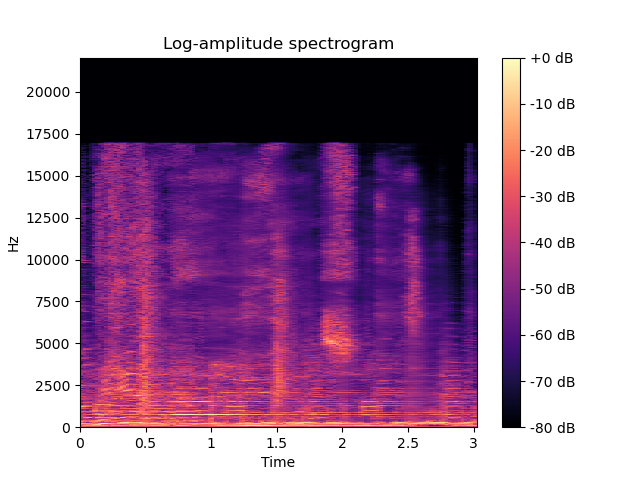 Log-amplitude spectrogram
Hz
20000
17500
15000
12500
10000
7500
5000
2500
0
0
0.5
1
1.5
2
2.5
3
Time
+0 dB
-10 dB
-20 dB
-30 dB
-40 dB
-50 dB
-60 dB
-70 dB
-80 dB